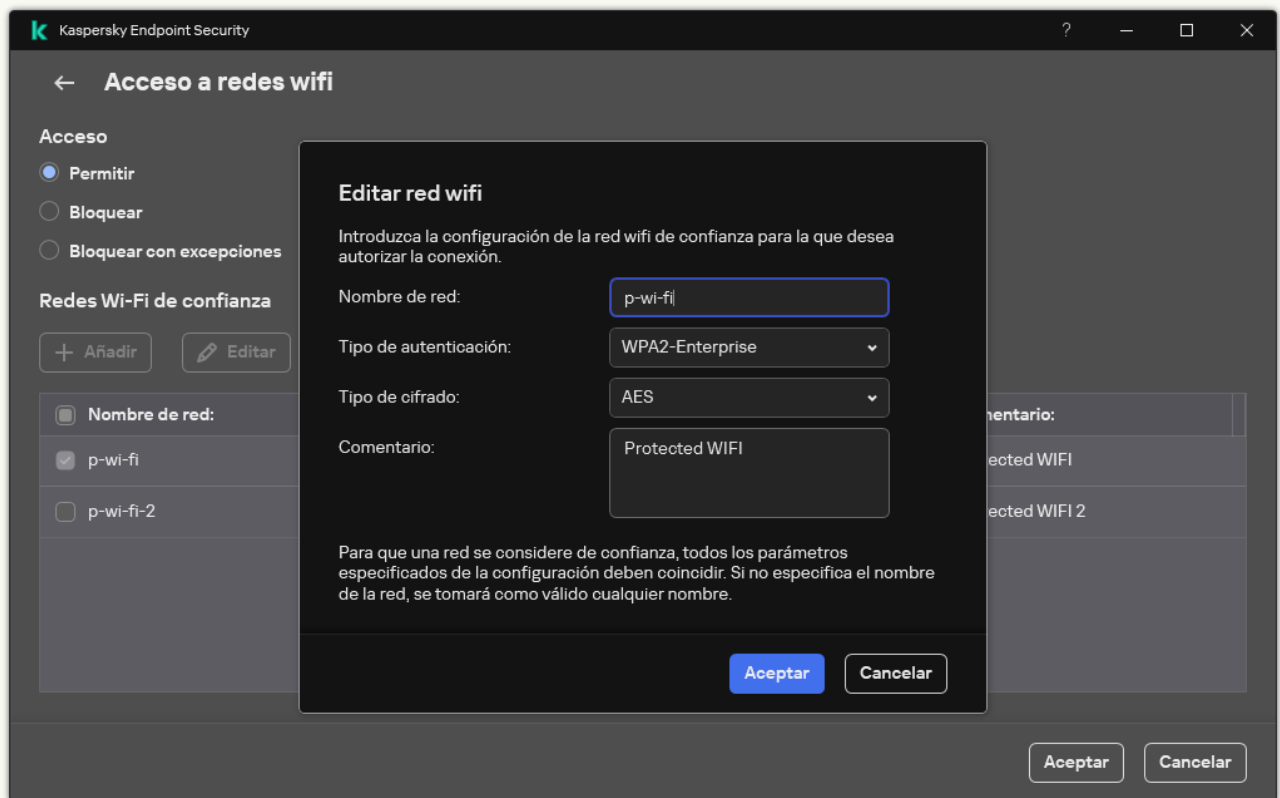 Kaspersky Endpoint Security
?
Acceso a redes wifi
Acceso
Permitir
Bloquear
Bloquear con excepciones
Redes Wi-Fi de confianza
Añadir
Editar
Nombre de red:
mentario:
p-wi-fi
ected WIFI
p-wi-fi-2
ected WIFI 2
Editar red wifi
Introduzca la configuración de la red wifi de confianza para la que desea
autorizar la conexión.
Nombre de red:
p-wi-fi
Tipo de autenticación:
WPA2-Enterprise
Tipo de cifrado:
AES
Comentario:
Protected WIFI
Para que una red se considere de confianza, todos los parámetros
especificados de la configuración deben coincidir. Si no especifica el nombre
de la red, se tomará como válido cualquier nombre.
Aceptar
Cancelar
Aceptar
Cancelar